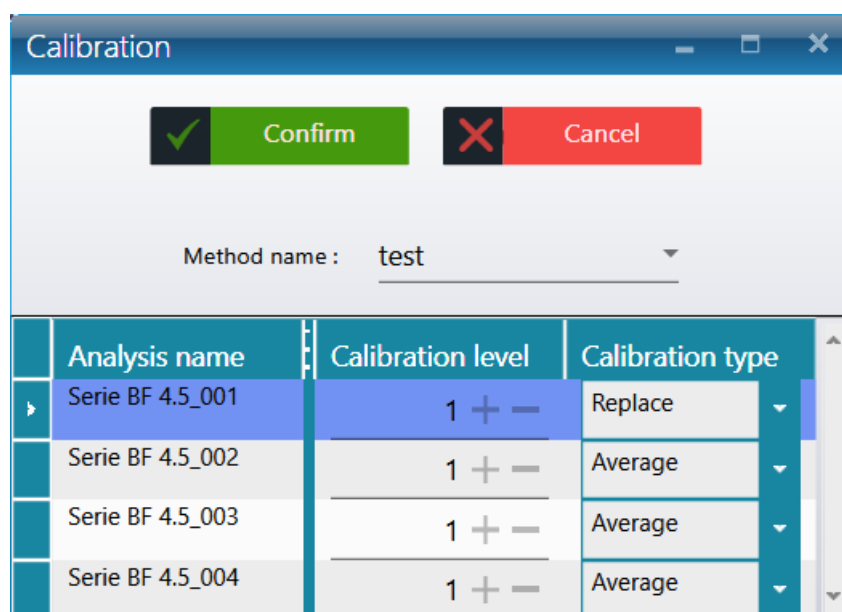 Calibration
Confirm Cancel
Method name : test
Analysis name Calibration level Calibration type
Serie BF 4.5_001 1 Replace
Serie BF 4.5_002 1 Average
Serie BF 4.5_003 1 Average
Serie BF 4.5_004 1 Average